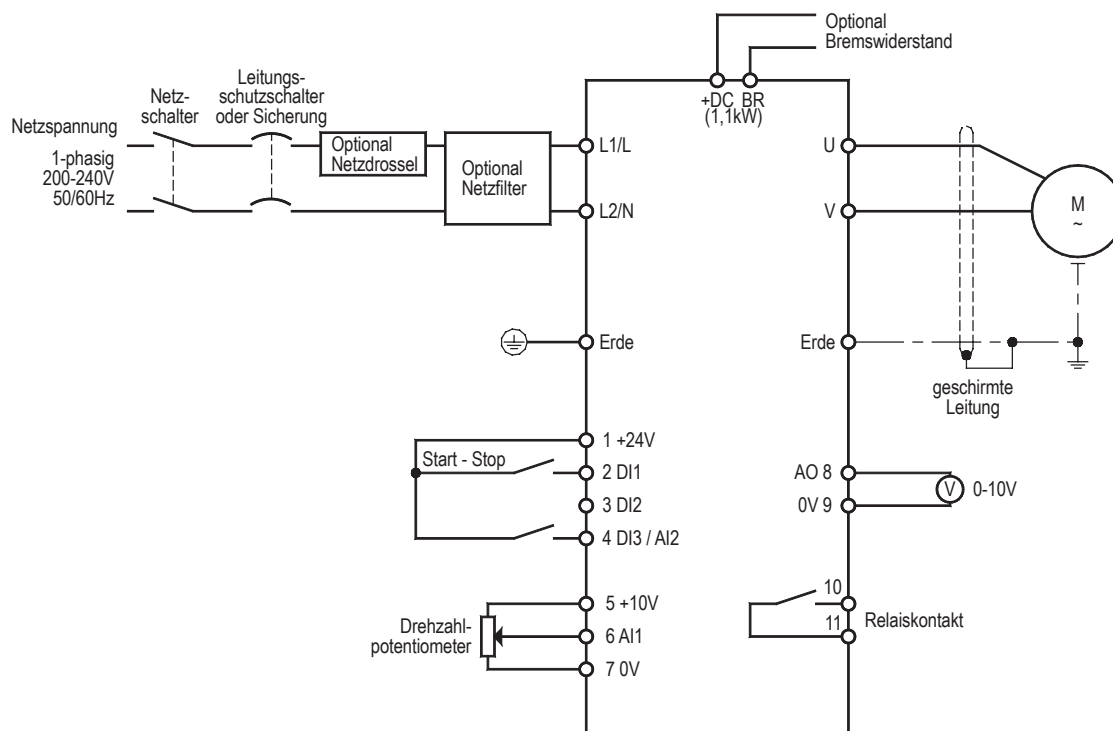 Optional
Bremswiderstand
Leitungs-
schutzschalter
oder Sicherung
Netz-
schalter
Netzspannung
1-phasig
200-240V
50/60Hz
Optional
Netzdrossel
Optional
Netzfilter
+DC BR
(1,1kW)
L1/L
L2/N
U
V
M
~
Erde
Erde
geschirmte
Leitung
1 +24V
Start - Stop
2 DI1
3 DI2
4 DI3 / AI2
AO 8
V
0-10V
0V 9
5 +10V
Drehzahl-
potentiometer
6 AI1
7 0V
10
11
Relaiskontakt